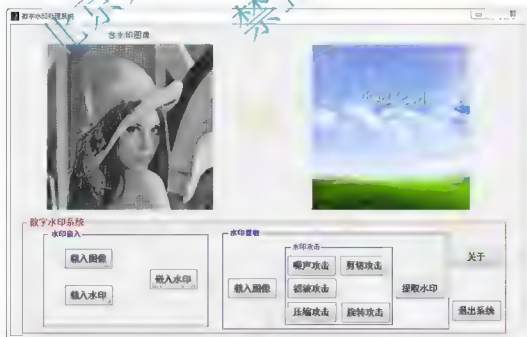 数字水印处理系统
含水印图像
数字水印系统
水印嵌入
载入图像
嵌入水印
载入水印
水印提取
水印攻击
噪声攻击 剪切攻击
载入图像 滤波攻击 提取水印
压缩攻击 旋转攻击
关于
退出系统